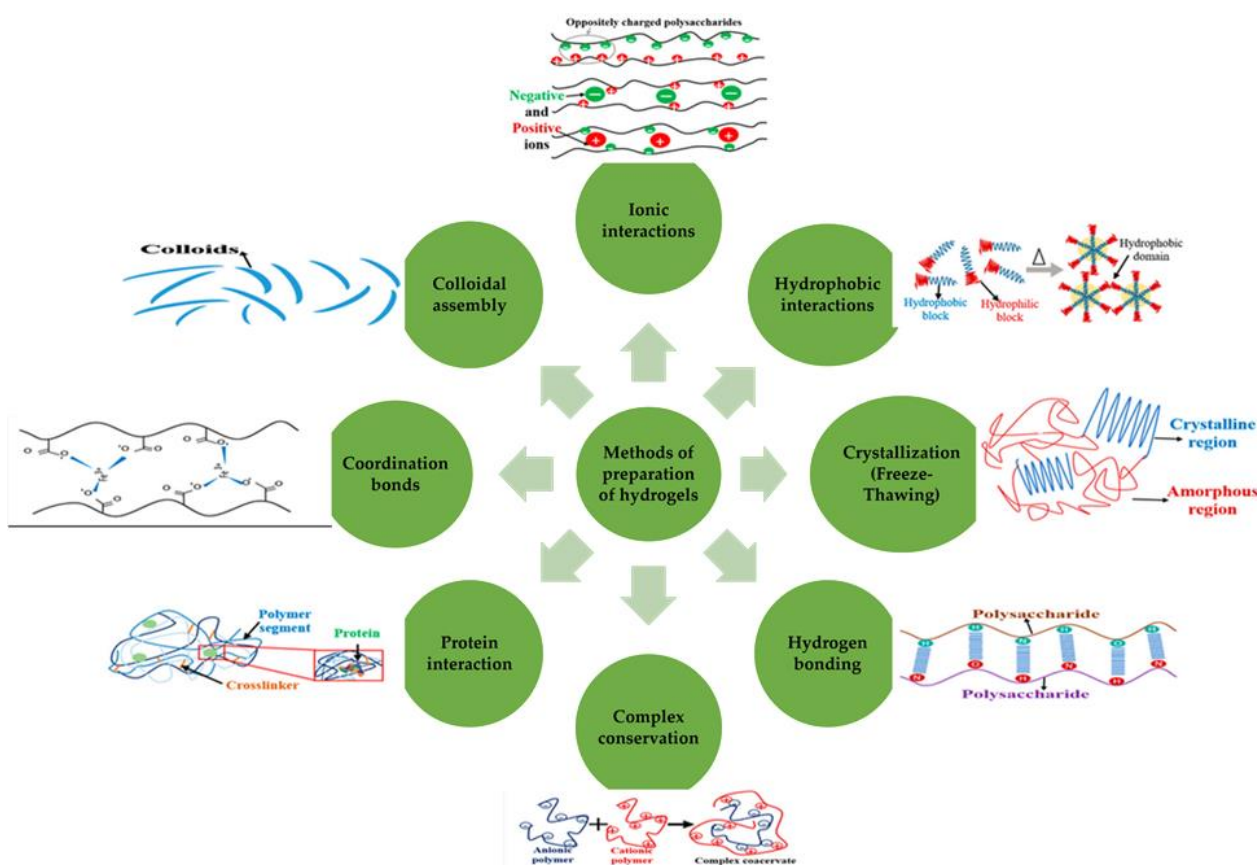 Oppositely charged polysaccharides
Negative
and
Positive
ions
Ionic
interactions
Colloids
Colloidal
assembly
Hydrophobic
interactions
Δ
Hydrophobic
domain
Hydrophobic
block
Hydrophilic
block
Coordination
bonds
Methods of
preparation
of hydrogels
Crystallization
(Freeze-
Thawing)
Crystalline
region
Amorphous
region
Polymer
segment
Protein
Crosslinker
Protein
interaction
Hydrogen
bonding
Polysaccharide
Polysaccharide
Complex
conservation
Anionic
polymer
+
Cationic
polymer
Complex coacervate